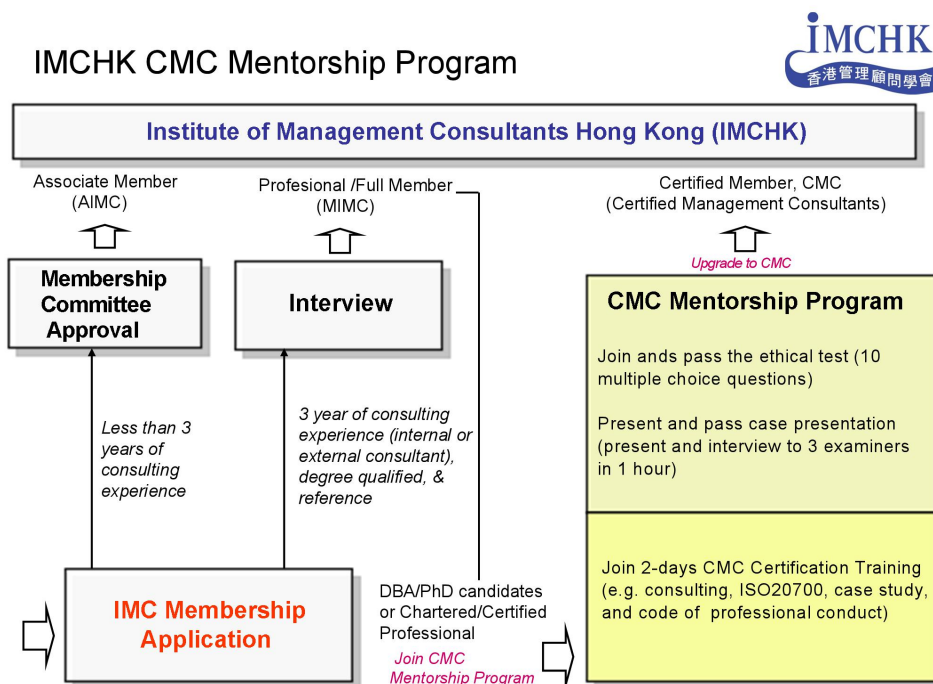 IMCHK CMC Mentorship Program
iMCHK
香港管理顧問學會
Institute of Management Consultants Hong Kong (IMCHK)
Associate Member
(AIMC)
Profesional /Full Member
(MIMC)
Certified Member, CMC
(Certified Management Consultants)
Upgrade to CMC
Membership
Committee
Approval
Interview
CMC Mentorship Program
Join ands pass the ethical test (10
multiple choice questions)
Present and pass case presentation
(present and interview to 3 examiners
in 1 hour)
Less than 3
years of
consulting
experience
3 year of consulting
experience (internal or
external consultant),
degree qualified, &
reference
Join 2-days CMC Certification Training
(e.g. consulting, ISO20700, case study,
and code of professional conduct)
IMC Membership
Application
DBA/PhD candidates
or Chartered/Certified
Professional
Join CMC
Mentorship Program